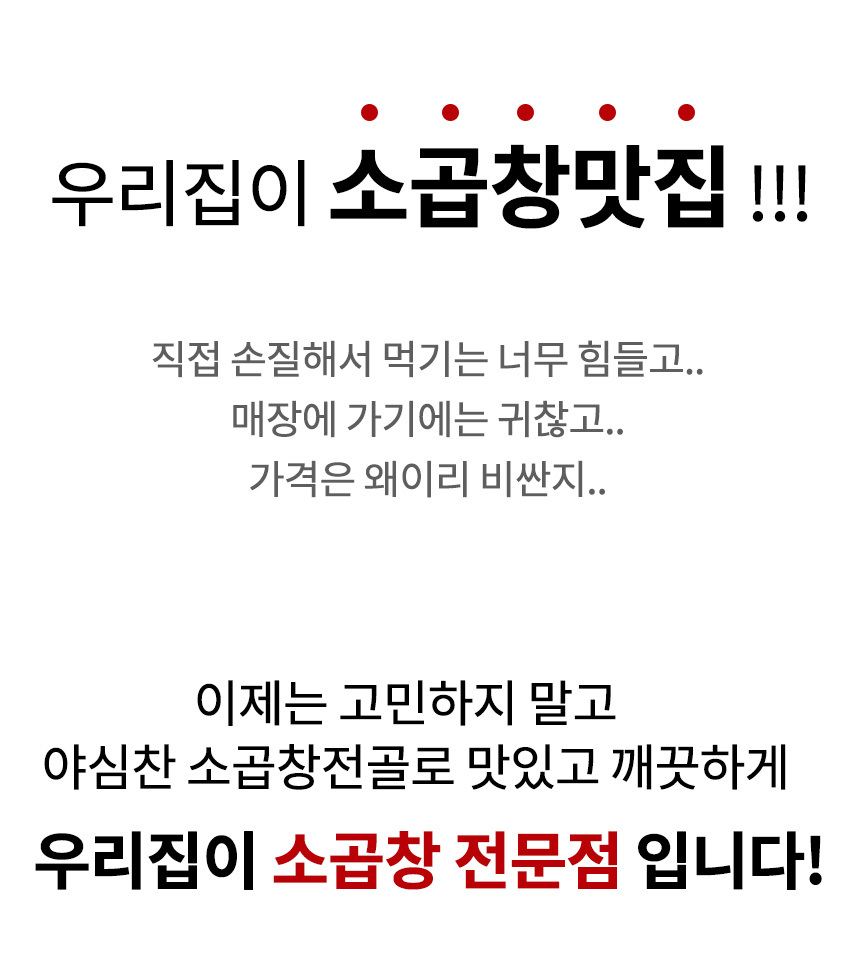 우리집이 소곱창맛집 !!!
직접 손질해서 먹기는 너무 힘들고..
매장에 가기에는 귀찮고..
가격은 왜이리 비싼지..
이제는 고민하지 말고
야심찬 소곱창전골로 맛있고 깨끗하게
우리집이 소곱창 전문점 입니다!